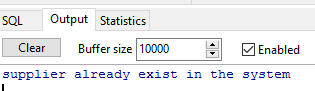 SQL Output Statistics
Clear Buffer size 10000 Enabled
supplier already exist in the system